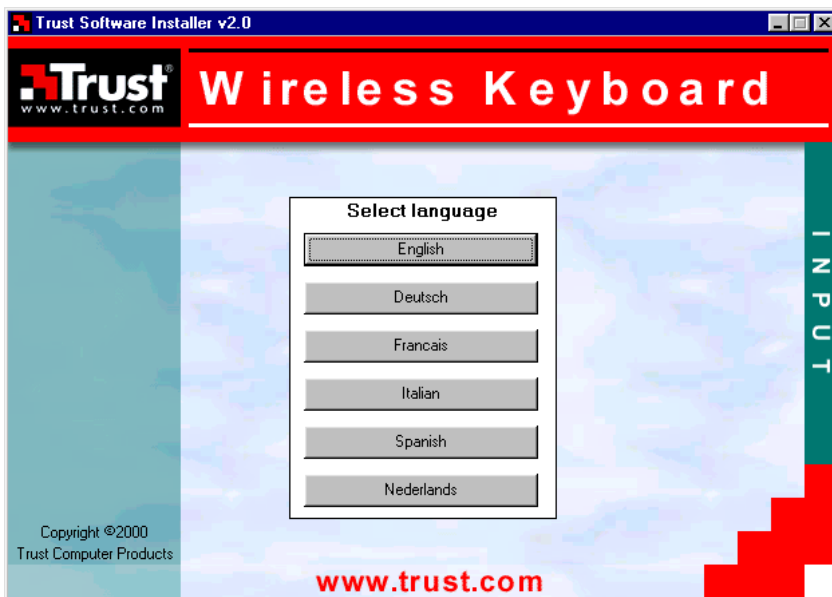 Trust Software Installer v2.0
Trust®
www.trust.com
Wireless Keyboard
Select language
English
Deutsch
Francais
Italian
Spanish
Nederlands
INPUT
Copyright ©2000
Trust Computer Products
www.trust.com